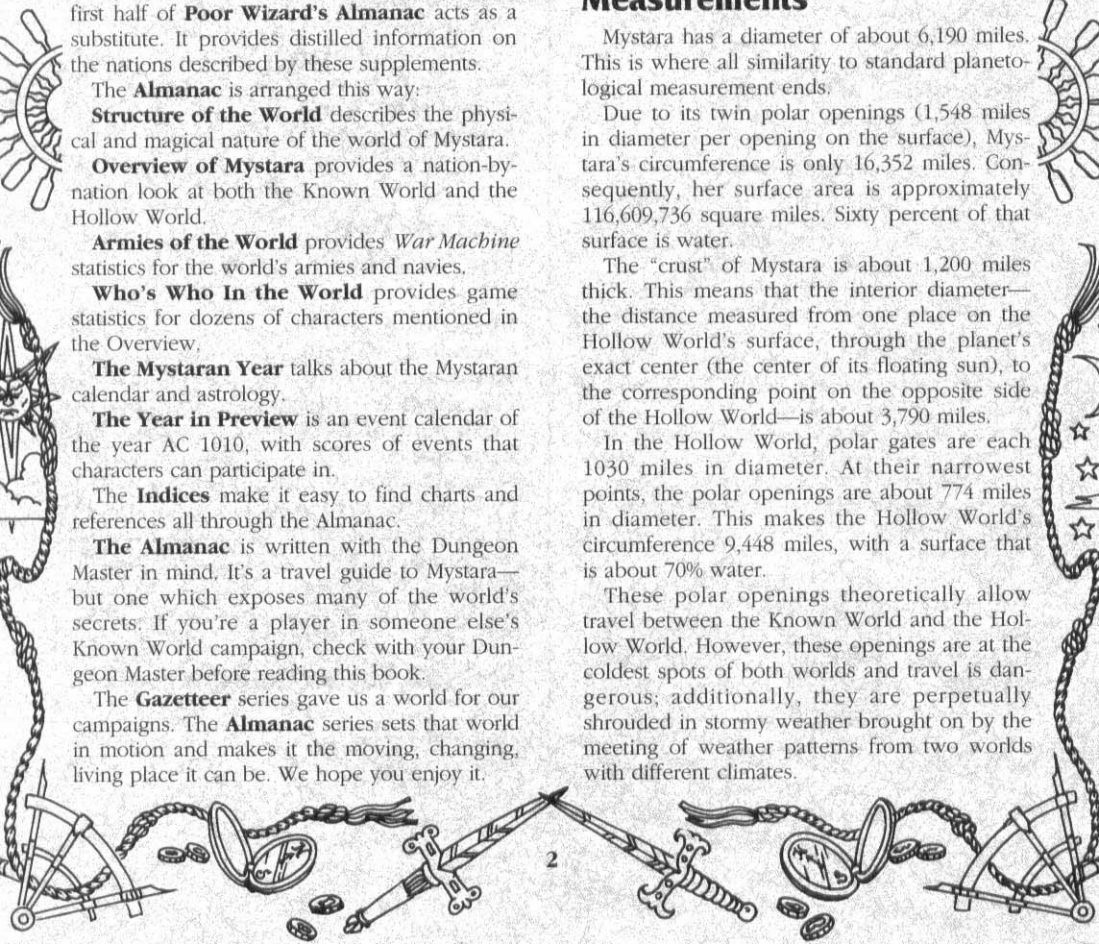 first half of Poor Wizard's Almanac acts as a
substitute. It provides distilled information on
the nations described by these supplements.
The Almanac is arranged this way:
Structure of the World describes the physi-
cal and magical nature of the world of Mystara.
Overview of Mystara provides a nation-by-
nation look at both the Known World and the
Hollow World.
Armies of the World provides War Machine
statistics for the world's armies and navies.
Who's Who In the World provides game
statistics for dozens of characters mentioned in
the Overview.
The Mystaran Year talks about the Mystaran
calendar and astrology.
The Year in Preview is an event calendar of
the year AC 1010, with scores of events that
characters can participate in.
The Indices make it easy to find charts and
references all through the Almanac.
The Almanac is written with the Dungeon
Master in mind. It's a travel guide to Mystara—
but one which exposes many of the world's
secrets. If you're a player in someone else's
Known World campaign, check with your Dun-
geon Master before reading this book.
The Gazetteer series gave us a world for our
campaigns. The Almanac series sets that world
in motion and makes it the moving, changing,
living place it can be. We hope you enjoy it.
Measurements
Mystara has a diameter of about 6,190 miles.
This is where all similarity to standard planeto-
logical measurement ends.
Due to its twin polar openings (1,548 miles
in diameter per opening on the surface), Mys-
tara's circumference is only 16,352 miles. Con-
sequently, her surface area is approximately
116,609,736 square miles. Sixty percent of that
surface is water.
The "crust" of Mystara is about 1,200 miles
thick. This means that the interior diameter—
the distance measured from one place on the
Hollow World's surface, through the planet's
exact center (the center of its floating sun), to
the corresponding point on the opposite side
of the Hollow World—is about 3,790 miles.
In the Hollow World, polar gates are each
1030 miles in diameter. At their narrowest
points, the polar openings are about 774 miles
in diameter. This makes the Hollow World's
circumference 9,448 miles, with a surface that
is about 70% water.
These polar openings theoretically allow
travel between the Known World and the Hol-
low World. However, these openings are at the
coldest spots of both worlds and travel is dan-
gerous; additionally, they are perpetually
shrouded in stormy weather brought on by the
meeting of weather patterns from two worlds
with different climates.
2